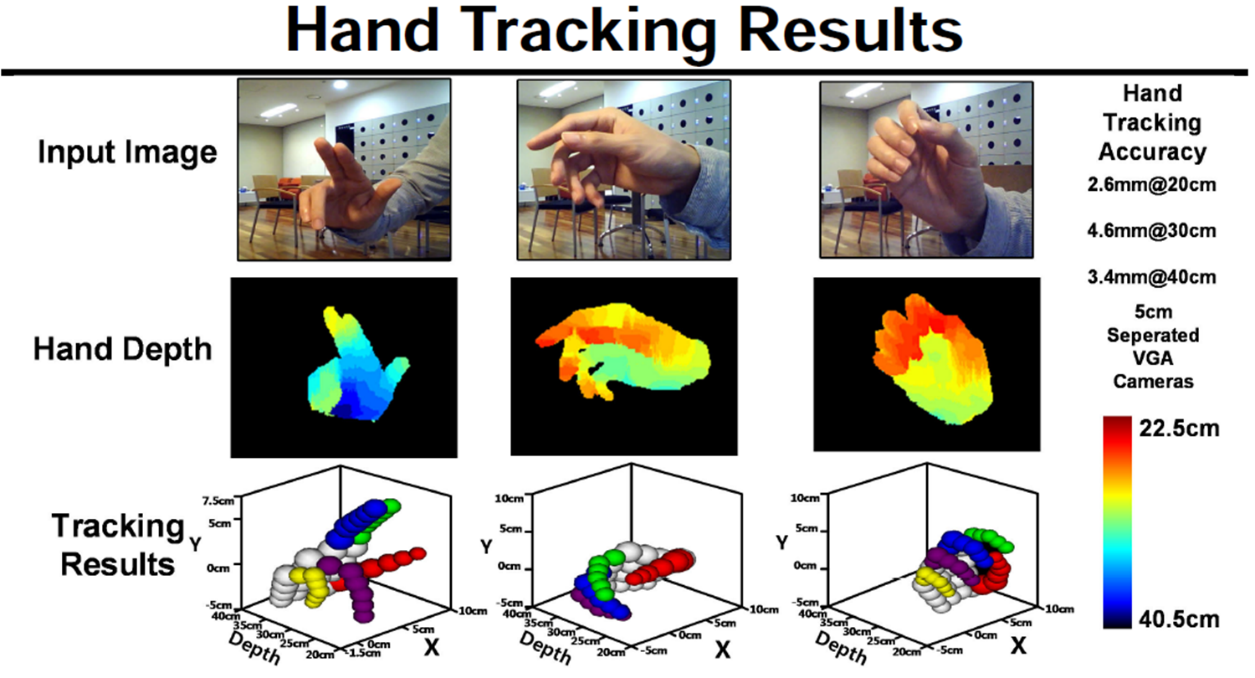 Hand Tracking Results
Input Image
Hand
Tracking
Accuracy
2.6mm@20cm
4.6mm@30cm
3.4mm@40cm
5cm
Seperated
VGA
Cameras
Hand Depth
22.5cm
40.5cm
Tracking
Results
7.5cm
5cm
Y
0cm
-5cm
40cm
35cm
30cm
25cm
20cm
Depth
-1.5cm
0cm
5cm
10cm
X
10cm
5cm
Y
0cm
-5cm
40cm
35cm
30cm
25cm
20cm
Depth
-5cm
0cm
5cm
10cm
X
10cm
5cm
Y
0cm
-5cm
40cm
35cm
30cm
25cm
20cm
Depth
-5cm
0cm
5cm
10cm
X